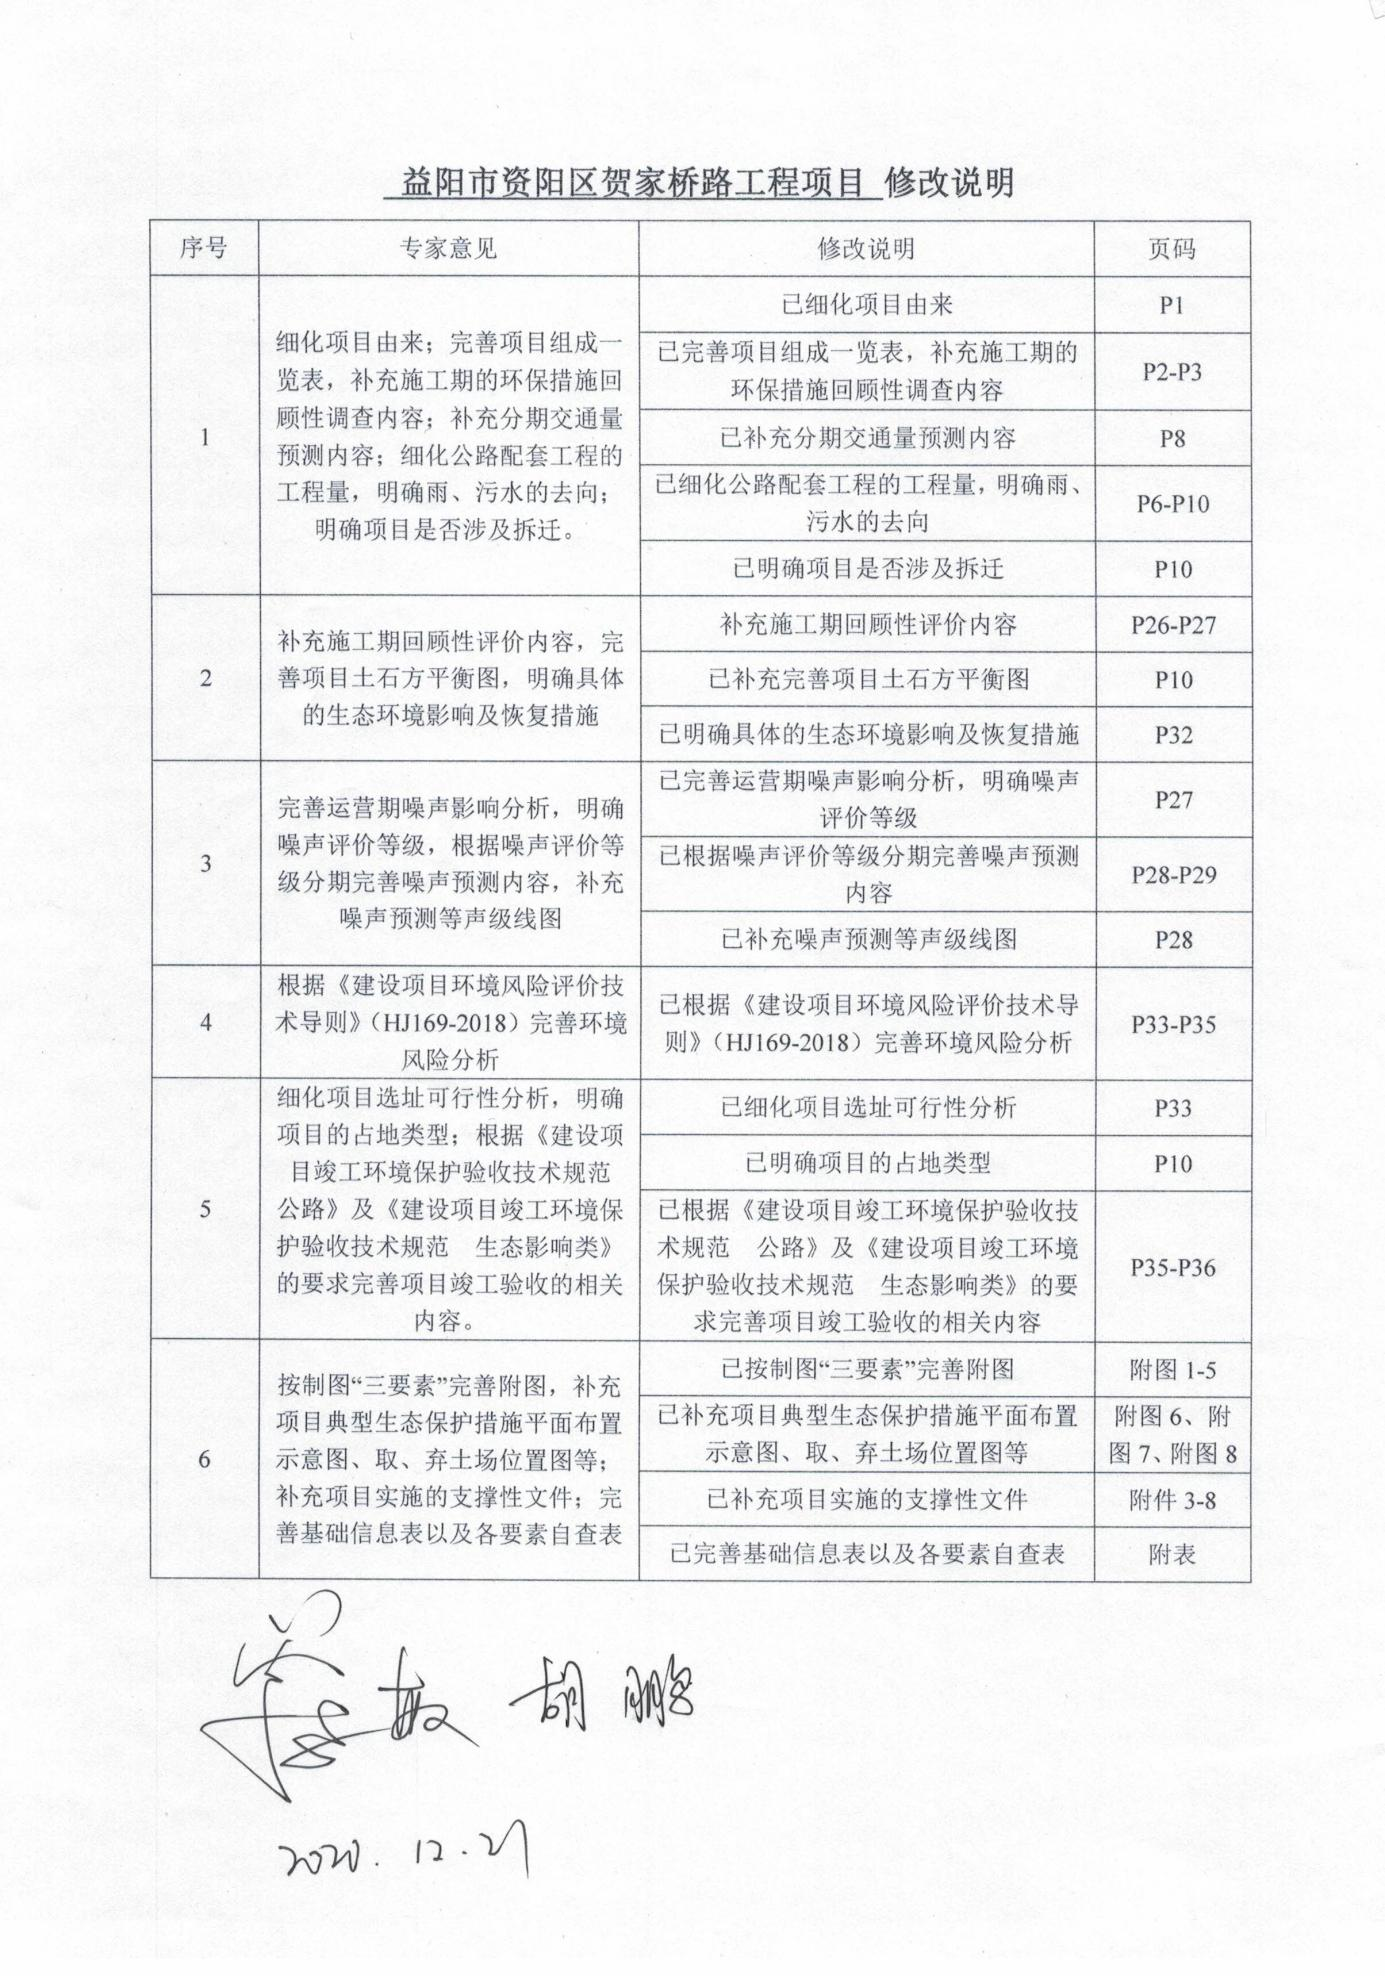 益阳市资阳区贺家桥路工程项目 修改说明
序号 专家意见 修改说明 页码
1
细化项目由来；完善项目组成一
览表，补充施工期的环保措施回
顾性调查内容；补充分期交通量
预测内容；细化公路配套工程的
工程量，明确雨、污水的去向；
明确项目是否涉及拆迁。
已细化项目由来 P1
已完善项目组成一览表，补充施工期的
环保措施回顾性调查内容
P2-P3
已补充分期交通量预测内容 P8
已细化公路配套工程的工程量，明确雨、
污水的去向
P6-P10
已明确项目是否涉及拆迁 P10
2
补充施工期回顾性评价内容，完
善项目土石方平衡图，明确具体
的生态环境影响及恢复措施
补充施工期回顾性评价内容 P26-P27
已补充完善项目土石方平衡图 P10
已明确具体的生态环境影响及恢复措施 P32
3
完善运营期噪声影响分析，明确
噪声评价等级，根据噪声评价等
级分期完善噪声预测内容，补充
噪声预测等声级线图
已完善运营期噪声影响分析，明确噪声
评价等级
P27
已根据噪声评价等级分期完善噪声预测
内容
P28-P29
已补充噪声预测等声级线图 P28
4
根据《建设项目环境风险评价技
术导则》（HJ169-2018）完善环境
风险分析
已根据《建设项目环境风险评价技术导
则》（HJ169-2018）完善环境风险分析
P33-P35
5
细化项目选址可行性分析，明确
项目的占地类型；根据《建设项
目竣工环境保护验收技术规范
公路》及《建设项目竣工环境保
护验收技术规范　生态影响类》
的要求完善项目竣工验收的相关
内容。
已细化项目选址可行性分析 P33
已明确项目的占地类型 P10
已根据《建设项目竣工环境保护验收技
术规范　公路》及《建设项目竣工环境
保护验收技术规范　生态影响类》的要
求完善项目竣工验收的相关内容
P35-P36
6
按制图“三要素”完善附图，补充
项目典型生态保护措施平面布置
示意图、取、弃土场位置图等；
补充项目实施的支撑性文件；完
善基础信息表以及各要素自查表
已按制图“三要素”完善附图 附图 1-5
已补充项目典型生态保护措施平面布置
示意图、取、弃土场位置图等
附图 6、附
图 7、附图 8
已补充项目实施的支撑性文件 附件 3-8
已完善基础信息表以及各要素自查表 附表
敏 胡鹏
2020.12.21